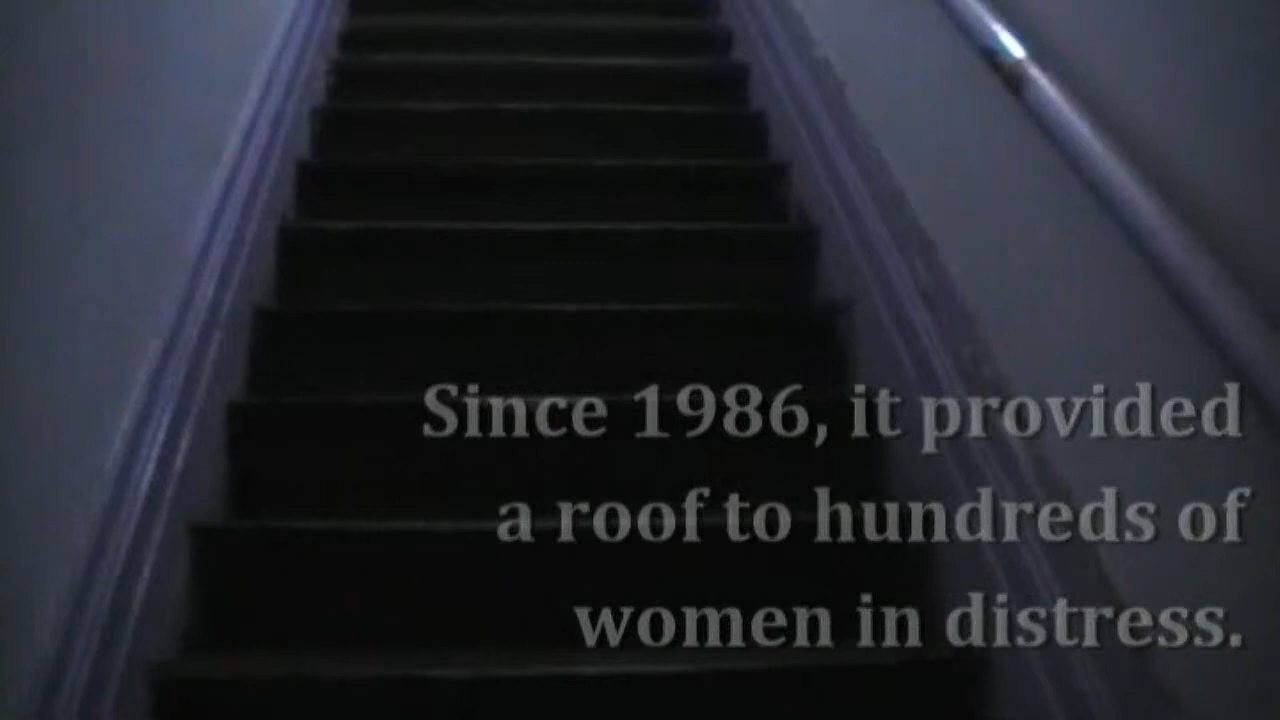 Since 1986, it provided
a roof to hundreds of
women in distress.